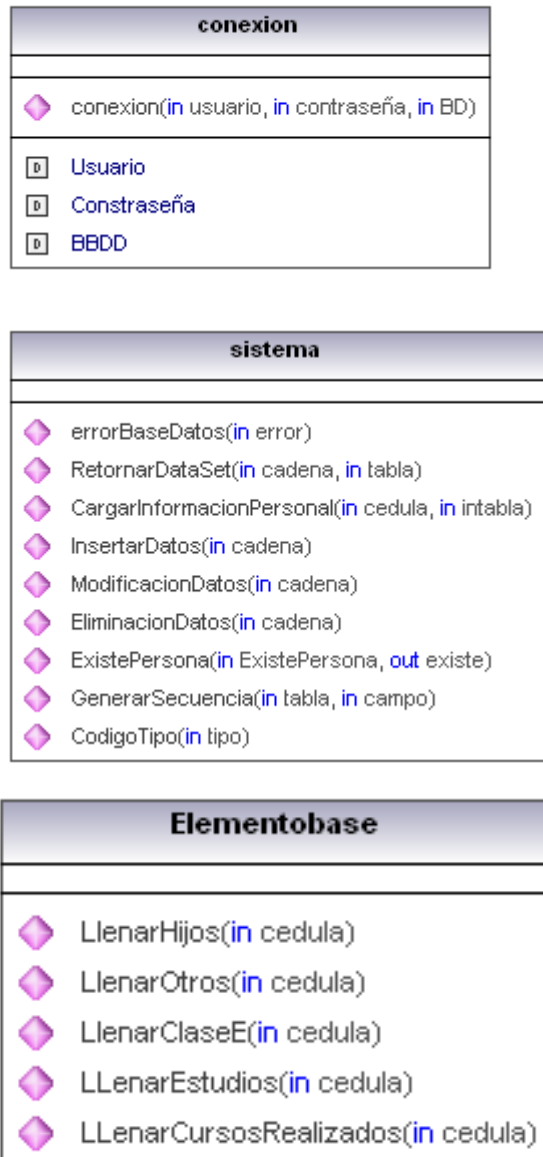 conexion
conexion(in usuario, in contraseña, in BD)
D Usuario
D Constraseña
D BBDD
sistema
errorBaseDatos(in error)
RetornarDataSet(in cadena, in tabla)
CargarInformacionPersonal(in cedula, in intabla)
InsertarDatos(in cadena)
ModificacionDatos(in cadena)
EliminacionDatos(in cadena)
ExistePersona(in ExistePersona, out existe)
GenerarSecuencia(in tabla, in campo)
CodigoTipo(in tipo)
Elementobase
LlenarHijos(in cedula)
LlenarOtros(in cedula)
LlenarClaseE(in cedula)
LLenarEstudios(in cedula)
LLenarCursosRealizados(in cedula)